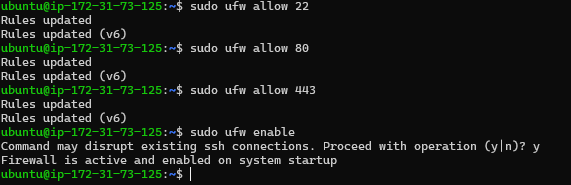 ubuntu@ip-172-31-73-125:~$ sudo ufw allow 22
Rules updated
Rules updated (v6)
ubuntu@ip-172-31-73-125:~$ sudo ufw allow 80
Rules updated
Rules updated (v6)
ubuntu@ip-172-31-73-125:~$ sudo ufw allow 443
Rules updated
Rules updated (v6)
ubuntu@ip-172-31-73-125:~$ sudo ufw enable
Command may disrupt existing ssh connections. Proceed with operation (y|n)? y
Firewall is active and enabled on system startup
ubuntu@ip-172-31-73-125:~$